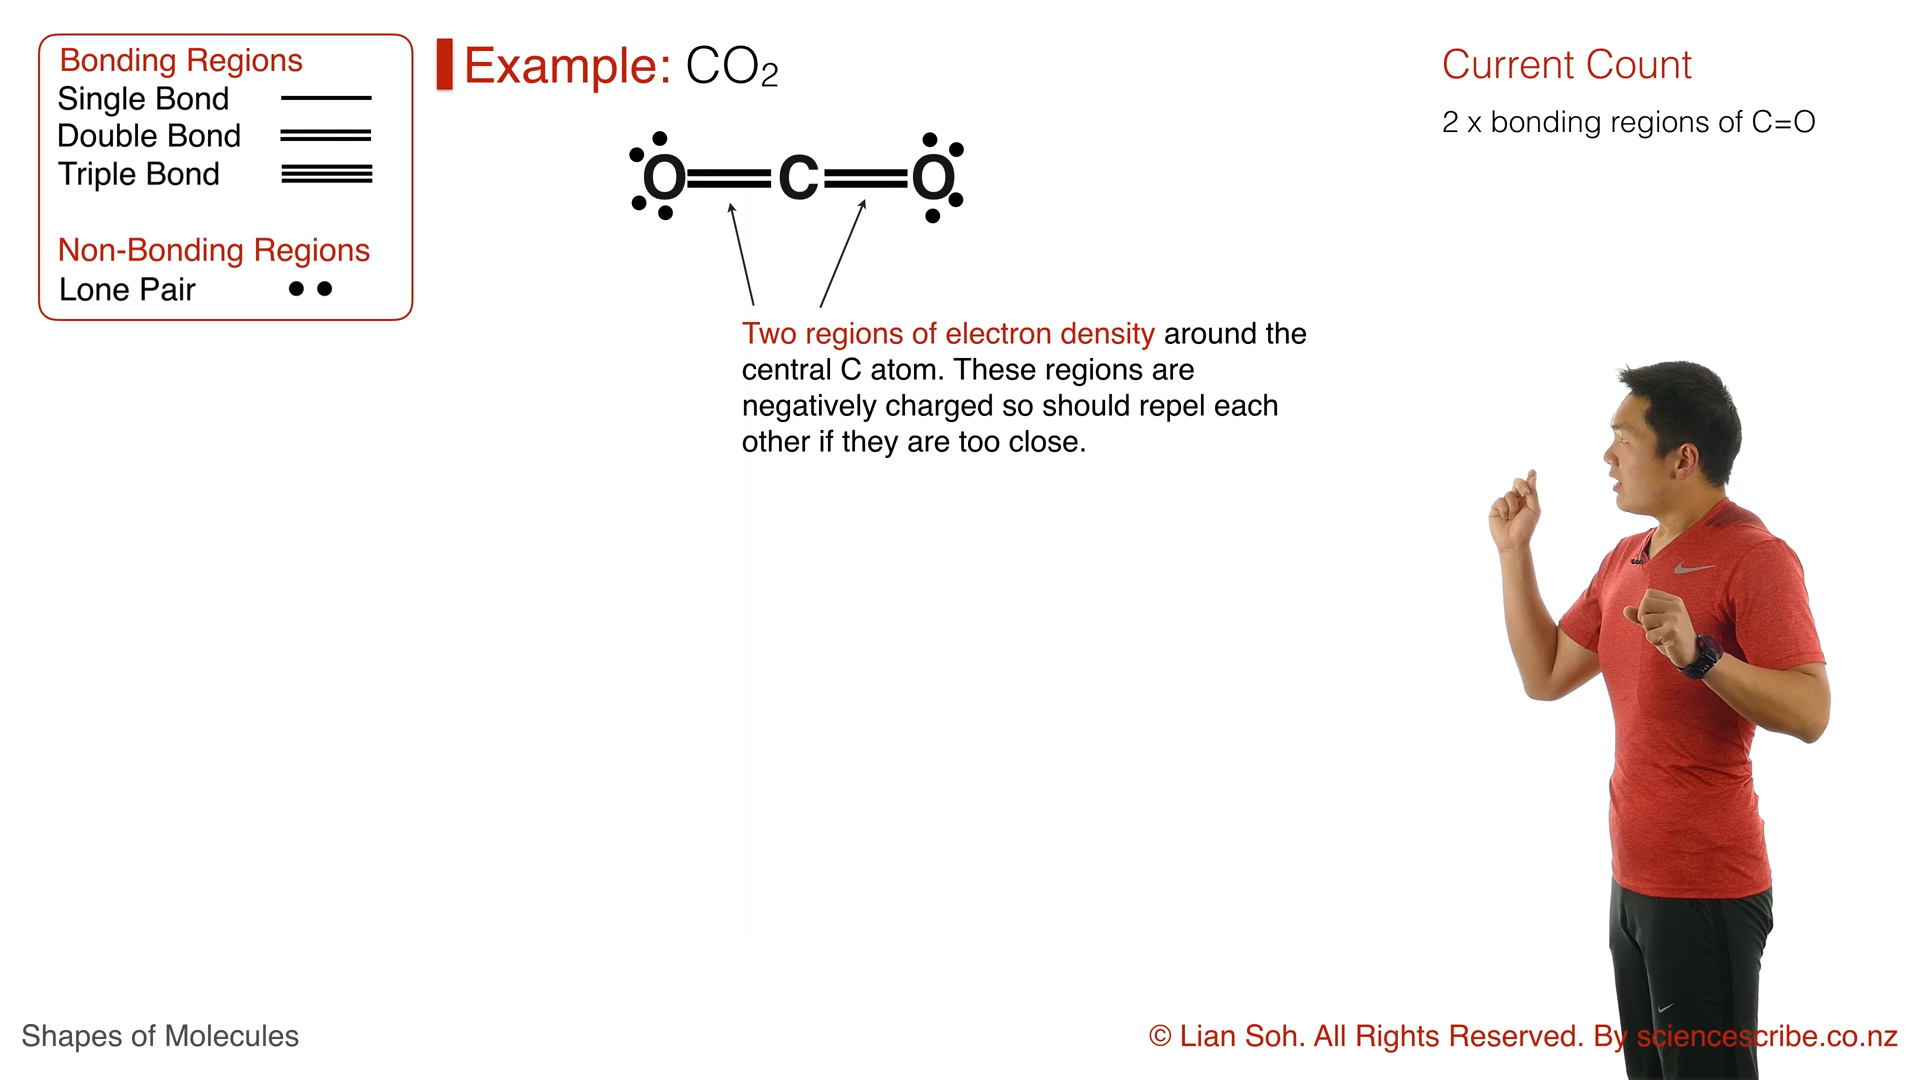 Bonding Regions
Single Bond
Double Bond
Triple Bond
Non-Bonding Regions
Lone Pair
Example: CO₂
O C O
Two regions of electron density around the
central C atom. These regions are
negatively charged so should repel each
other if they are too close.
Current Count
2 x bonding regions of C=O
Shapes of Molecules
© Lian Soh. All Rights Reserved. By sciencescribe.co.nz